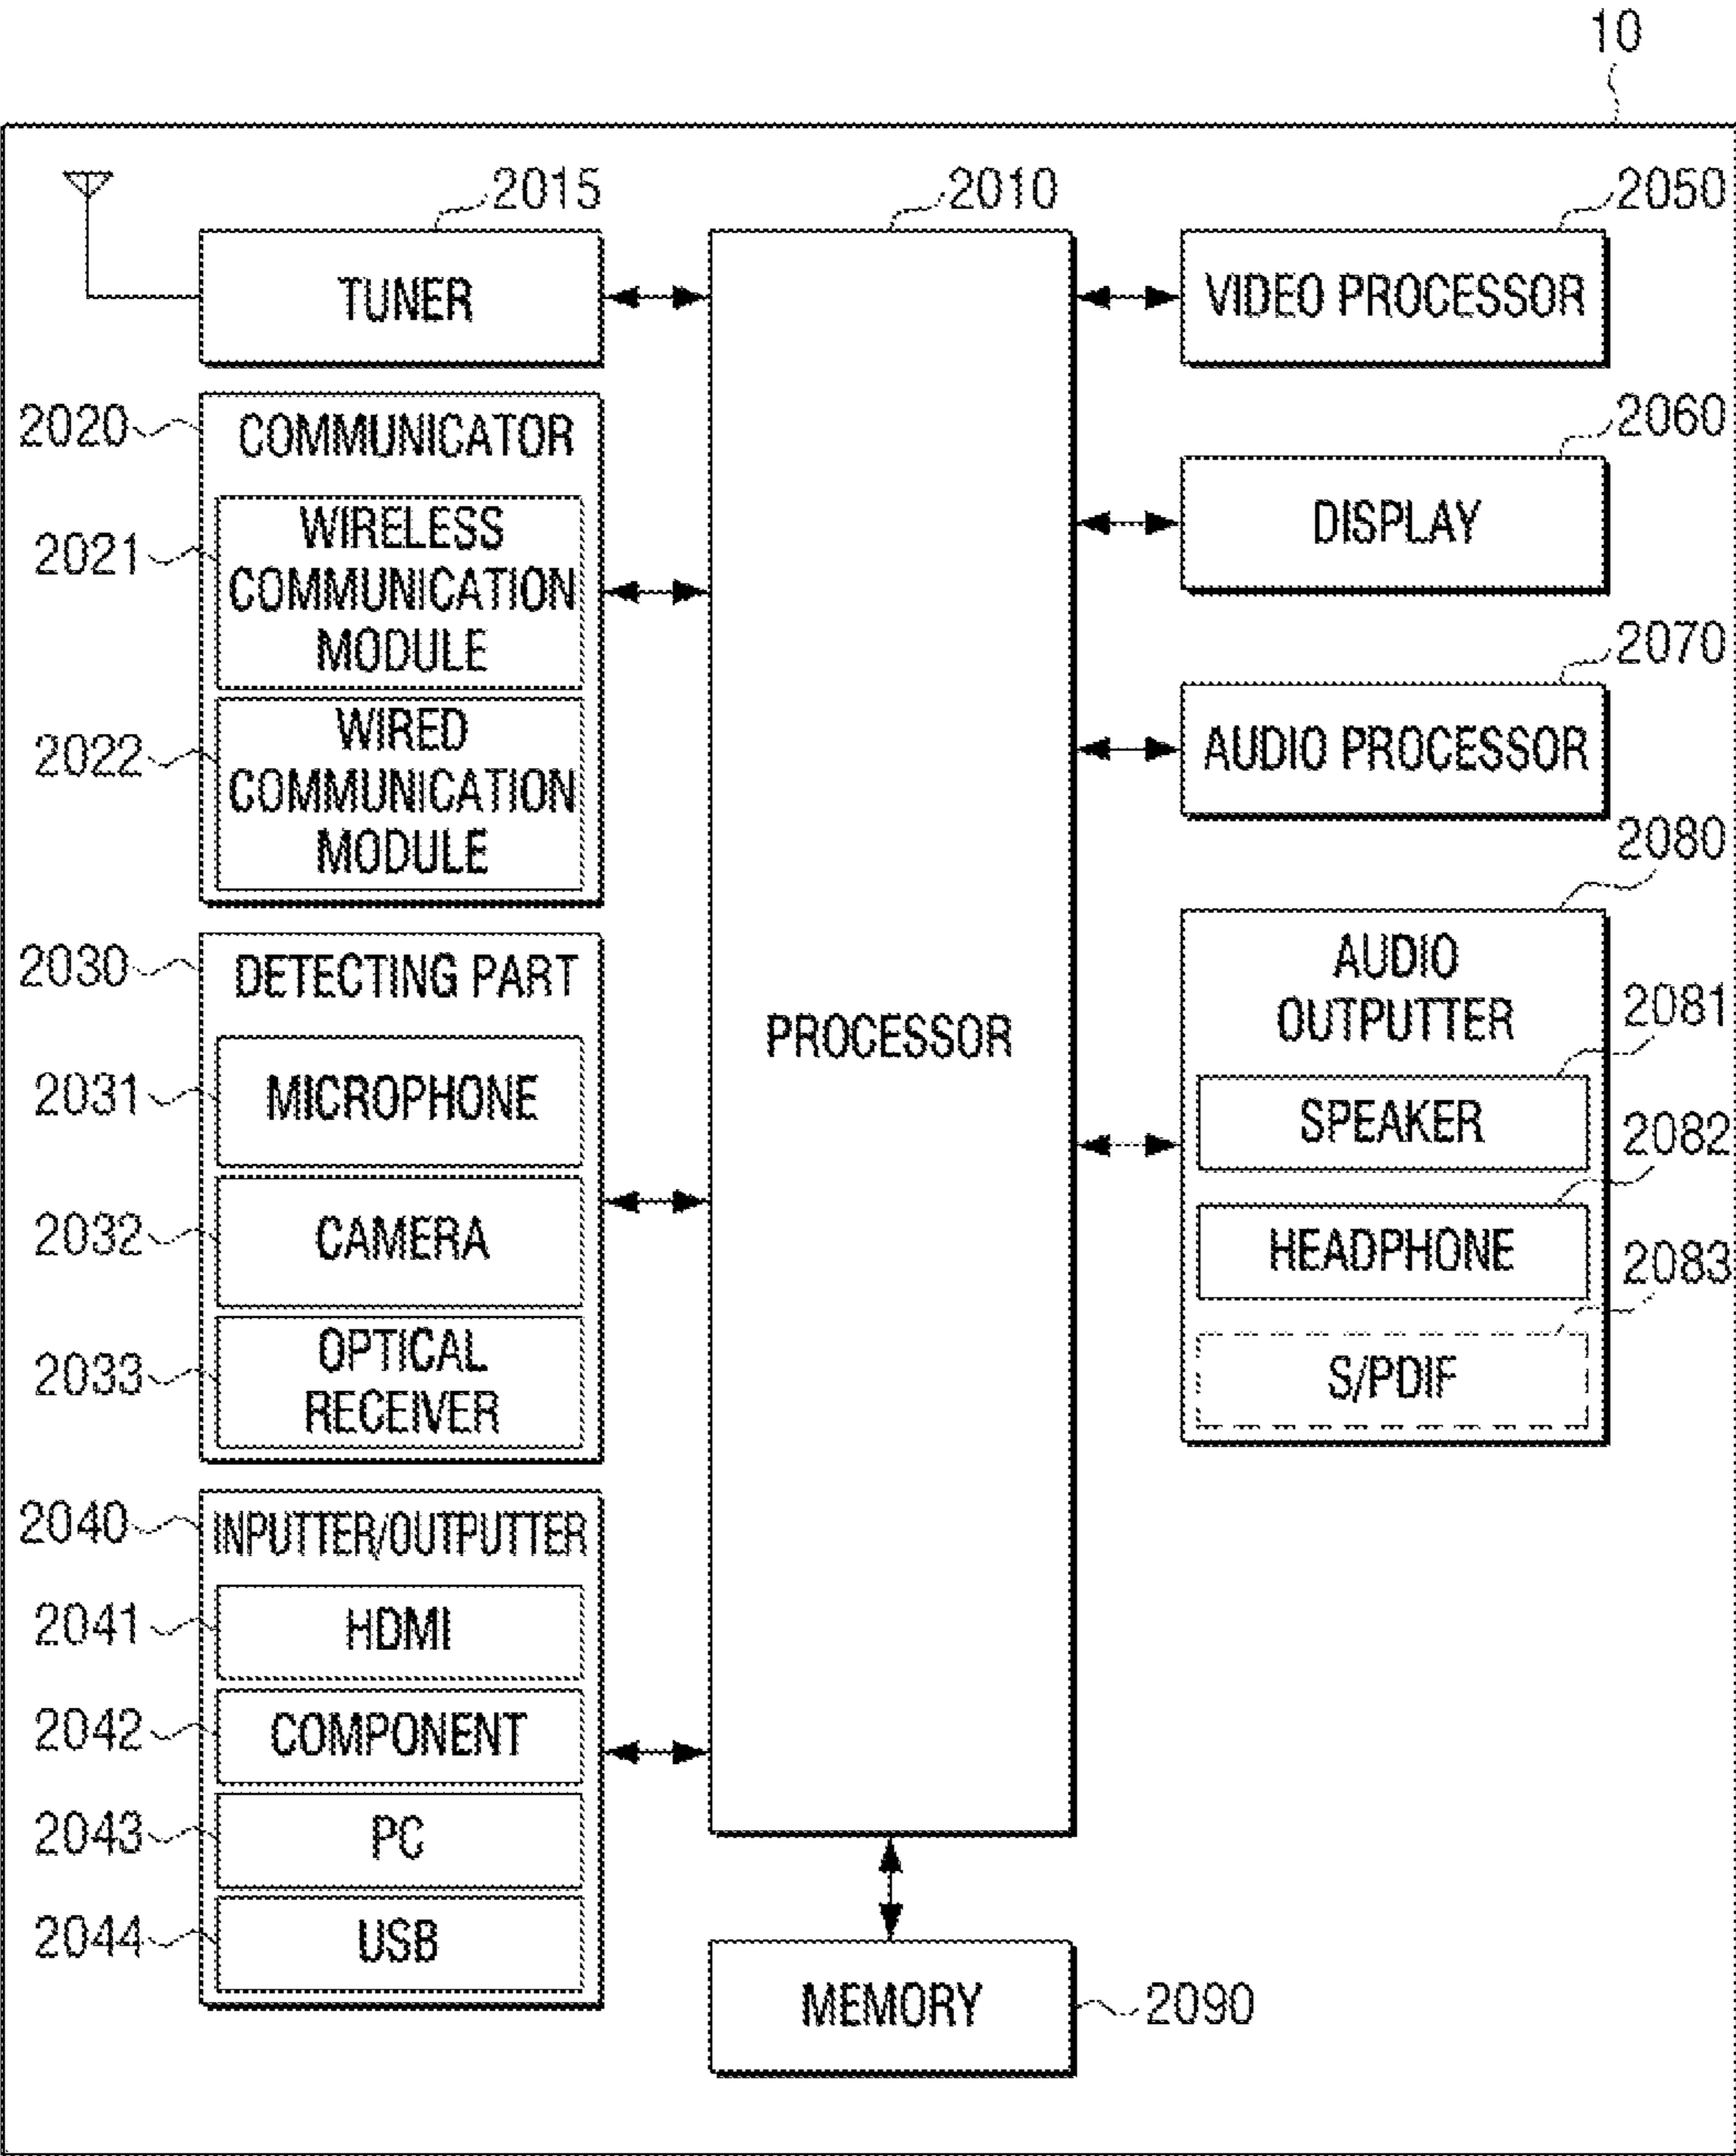 10
2015
TUNER
2020
COMMUNICATOR
2021
WIRELESS
COMMUNICATION
MODULE
2022
WIRED
COMMUNICATION
MODULE
2030
DETECTING PART
2031
MICROPHONE
2032
CAMERA
2033
OPTICAL
RECEIVER
2040
INPUTTER/OUTPUTTER
2041
HDMI
2042
COMPONENT
2043
PC
2044
USB
2010
PROCESSOR
2050
VIDEO PROCESSOR
2060
DISPLAY
2070
AUDIO PROCESSOR
2080
AUDIO
OUTPUTTER
2081
SPEAKER
2082
HEADPHONE
2083
S/PDIF
MEMORY
2090